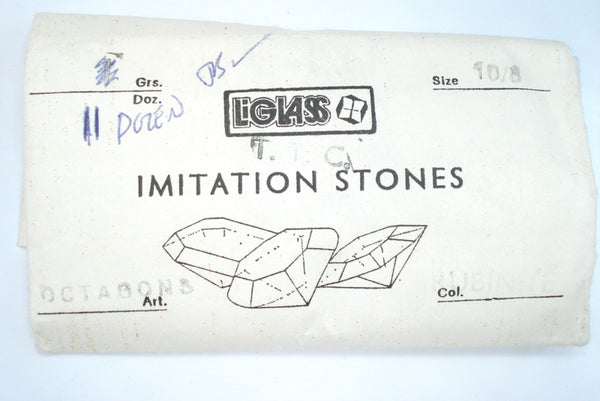 Grs.
Doz.
11 DOZEN
Size 10/8
LiGLASS
T. I. C.
IMITATION STONES
OCTAGONS
Art.
RUBINITE
Col.